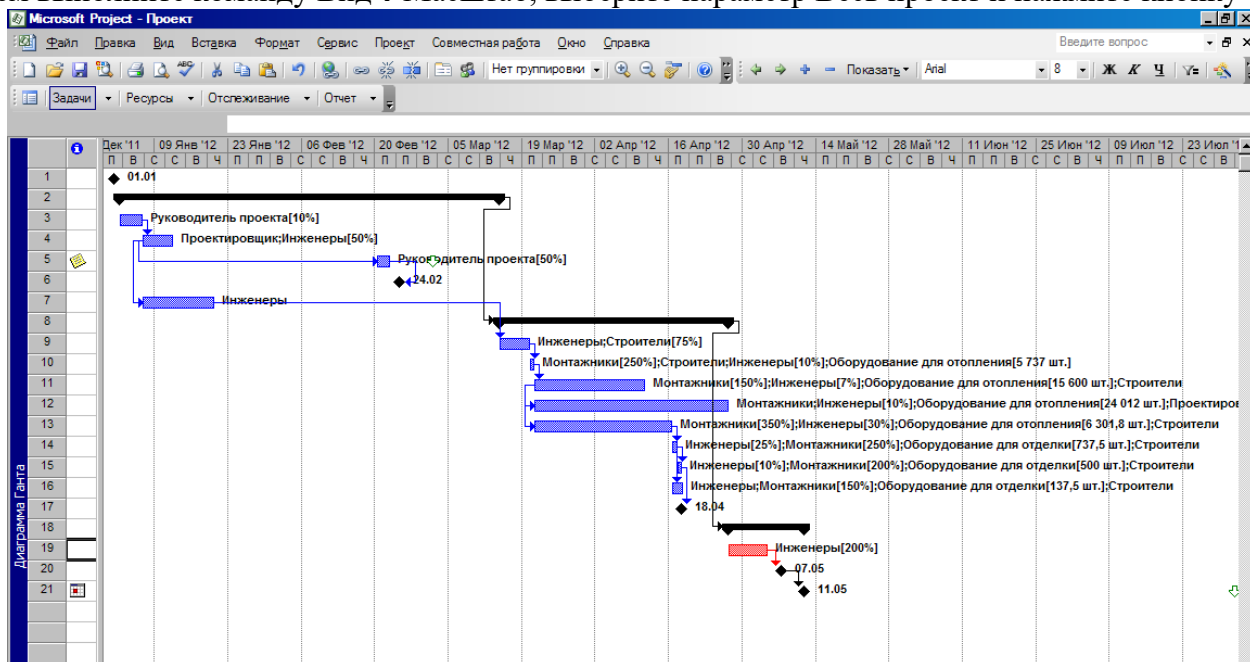 Microsoft Project - Проект
Файл Правка Вид Вставка Формат Сервис Проект Совместная работа Окно Справка Введите вопрос
Нет группировки Показать Arial 8 Ж К Ч
Задачи Ресурсы Отслеживание Отчет
Дек '11 09 Янв '12 23 Янв '12 06 Фев '12 20 Фев '12 05 Мар '12 19 Мар '12 02 Апр '12 16 Апр '12 30 Апр '12 14 Май '12 28 Май '12 11 Июн '12 25 Июн '12 09 Июл '12 23 Июл '1
П В С С В Ч П П В С С В Ч П П В С С В Ч П П В С С В Ч П П В С С В Ч П П В С С В Ч П П В С С В Ч П П В С С В
1 01.01
2
3 Руководитель проекта[10%]
4 Проектировщик;Инженеры[50%]
5 Руководитель проекта[50%]
6 24.02
7 Инженеры
8
9 Инженеры;Строители[75%]
10 Монтажники[250%];Строители;Инженеры[10%];Оборудование для отопления[5 737 шт.]
11 Монтажники[150%];Инженеры[7%];Оборудование для отопления[15 600 шт.];Строители
12 Монтажники;Инженеры[10%];Оборудование для отопления[24 012 шт.];Проектиров
13 Монтажники[350%];Инженеры[30%];Оборудование для отопления[6 301,8 шт.];Строители
14 Инженеры[25%];Монтажники[250%];Оборудование для отделки[737,5 шт.];Строители
15 Инженеры[10%];Монтажники[200%];Оборудование для отделки[500 шт.];Строители
16 Инженеры;Монтажники[150%];Оборудование для отделки[137,5 шт.];Строители
17 18.04
18
19 Инженеры[200%]
20 07.05
21 11.05
Диаграмма Ганта